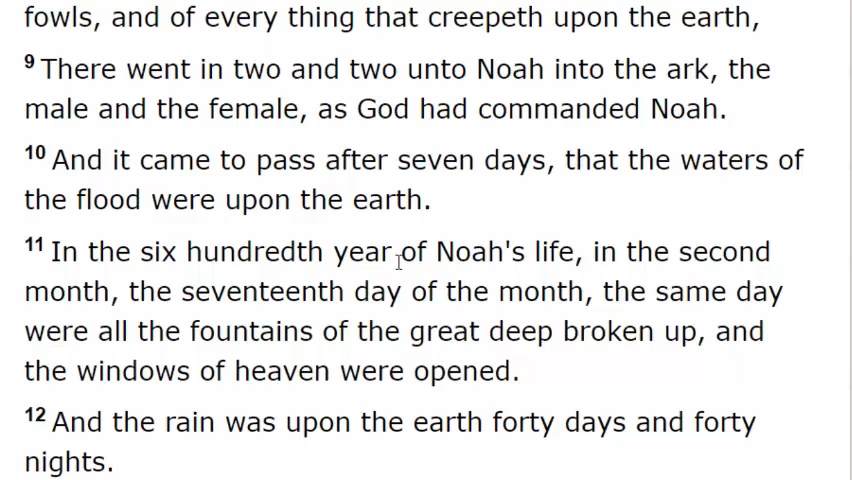 fowls, and of every thing that creepeth upon the earth,
9 There went in two and two unto Noah into the ark, the
male and the female, as God had commanded Noah.
10 And it came to pass after seven days, that the waters of
the flood were upon the earth.
11 In the six hundredth year of Noah's life, in the second
month, the seventeenth day of the month, the same day
were all the fountains of the great deep broken up, and
the windows of heaven were opened.
12 And the rain was upon the earth forty days and forty
nights.